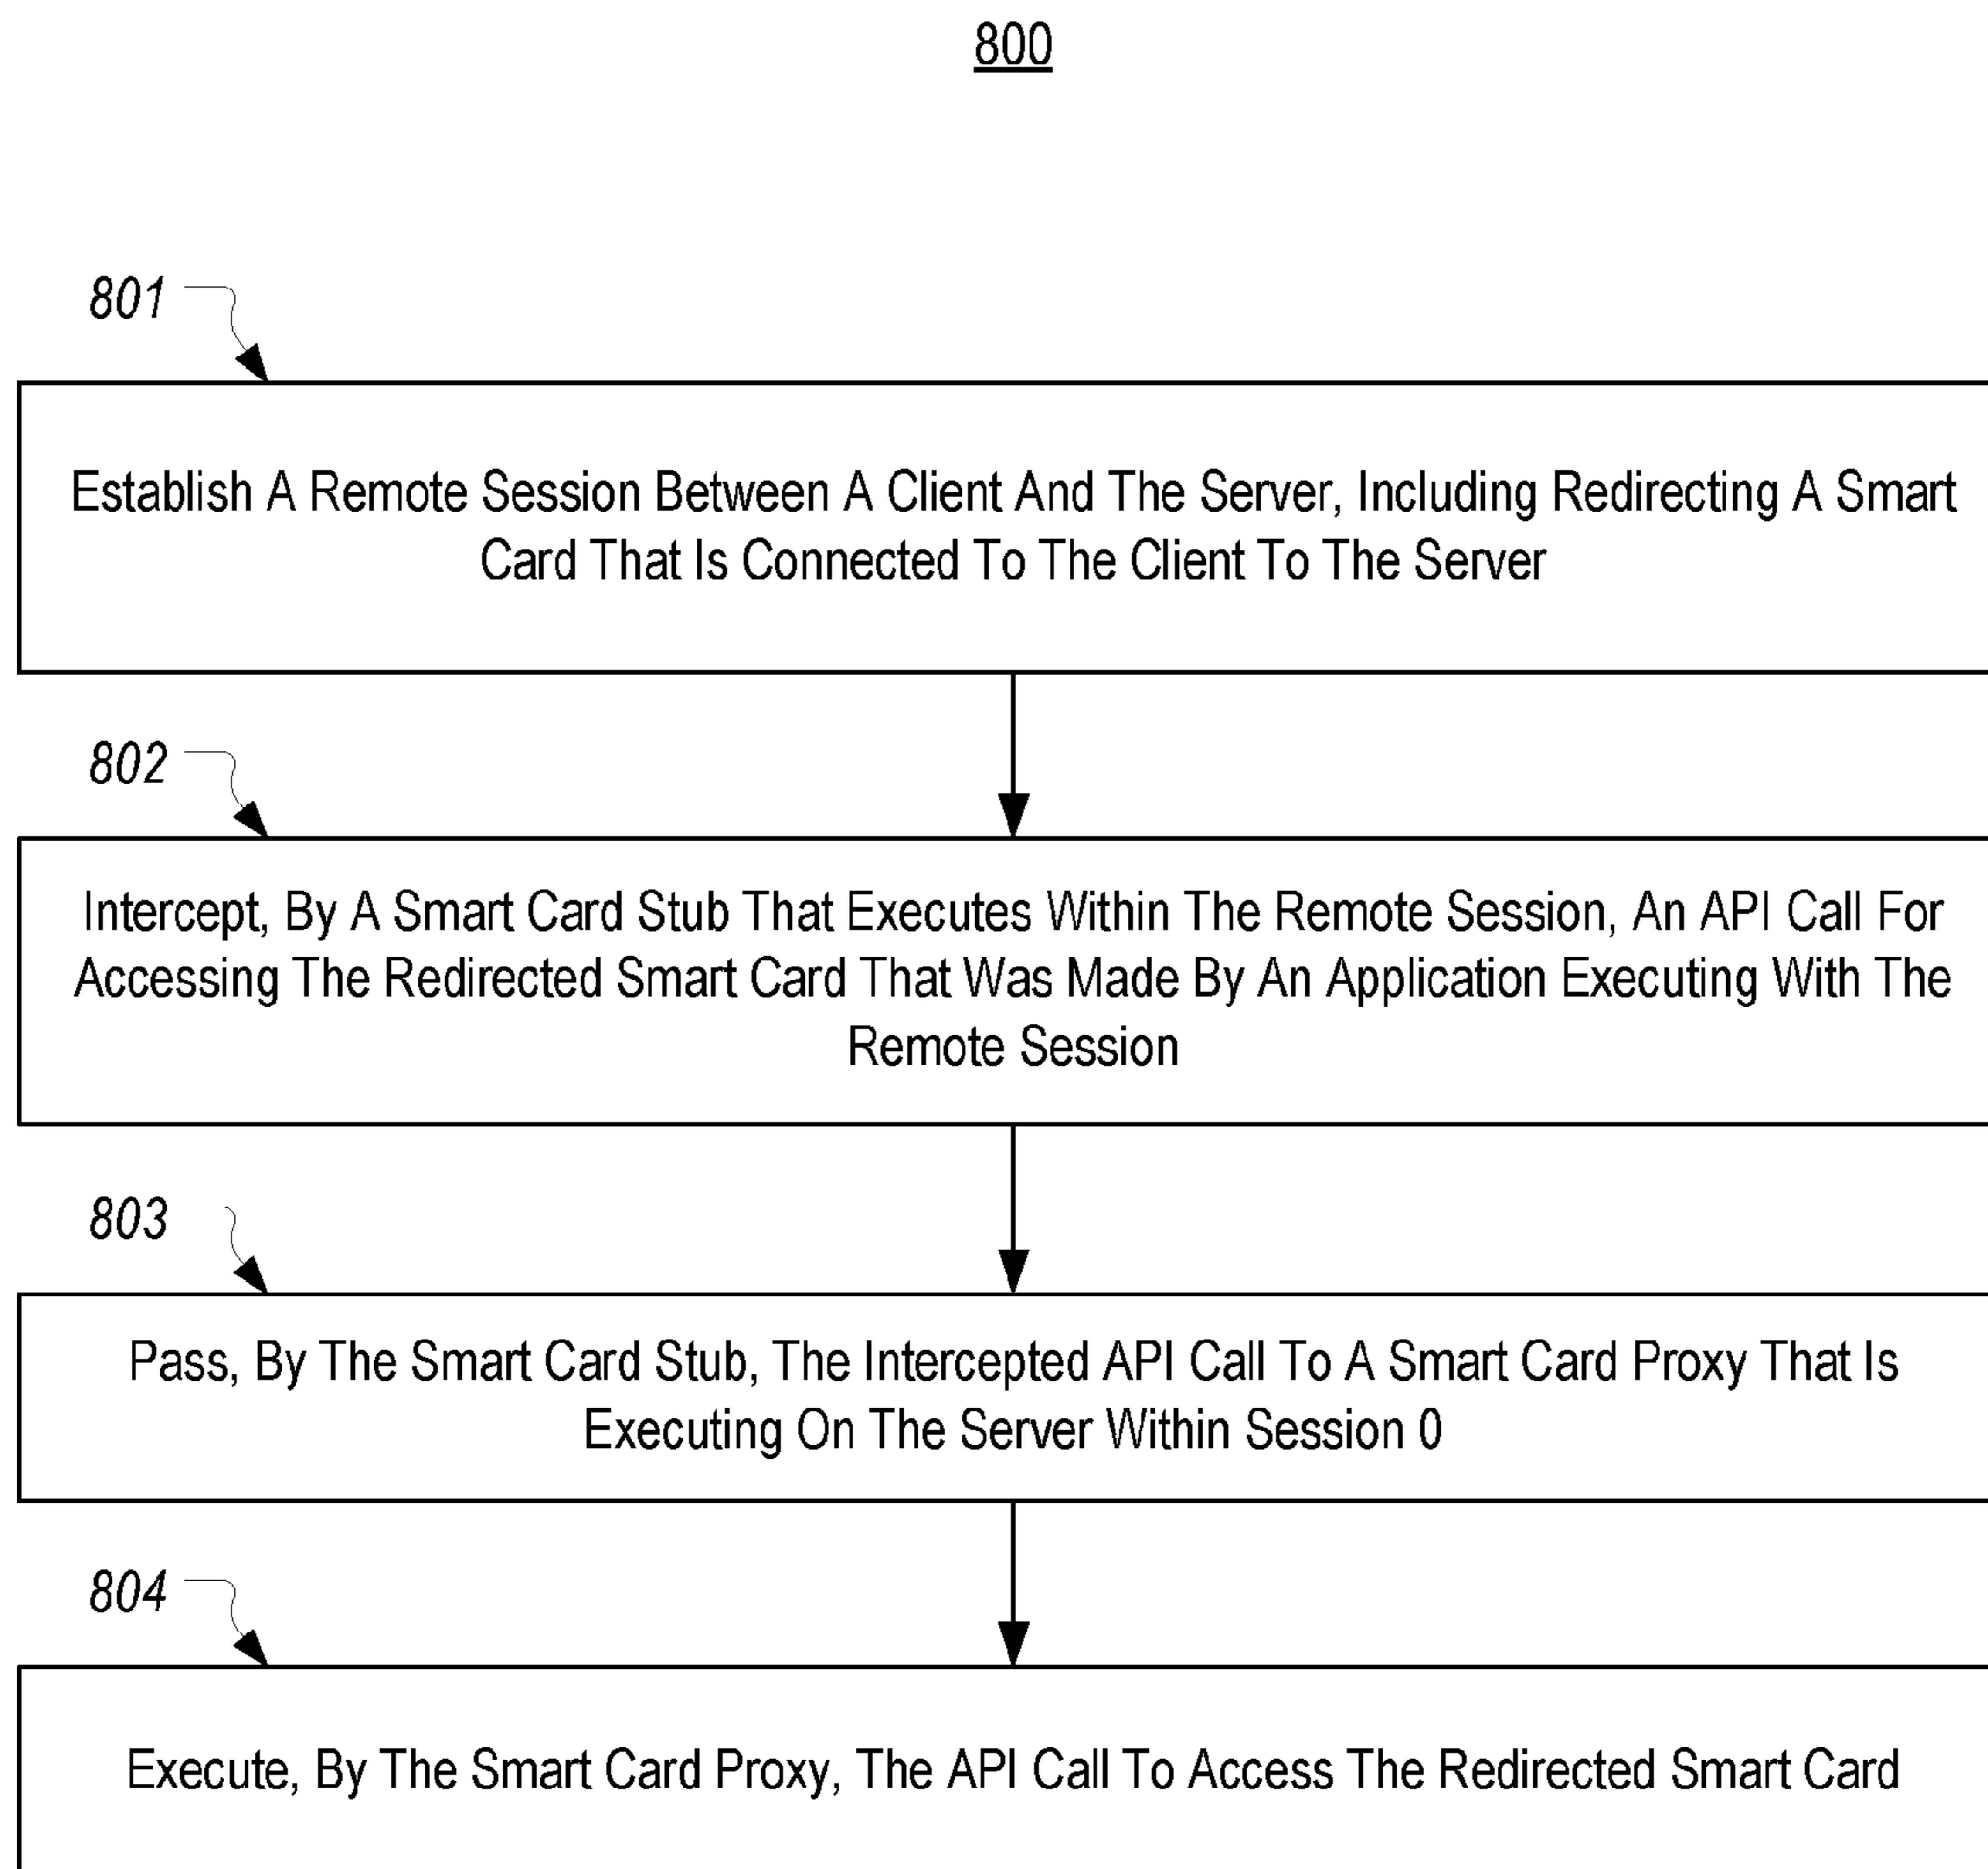 800
801
Establish A Remote Session Between A Client And The Server, Including Redirecting A Smart
Card That Is Connected To The Client To The Server
802
Intercept, By A Smart Card Stub That Executes Within The Remote Session, An API Call For
Accessing The Redirected Smart Card That Was Made By An Application Executing With The
Remote Session
803
Pass, By The Smart Card Stub, The Intercepted API Call To A Smart Card Proxy That Is
Executing On The Server Within Session 0
804
Execute, By The Smart Card Proxy, The API Call To Access The Redirected Smart Card